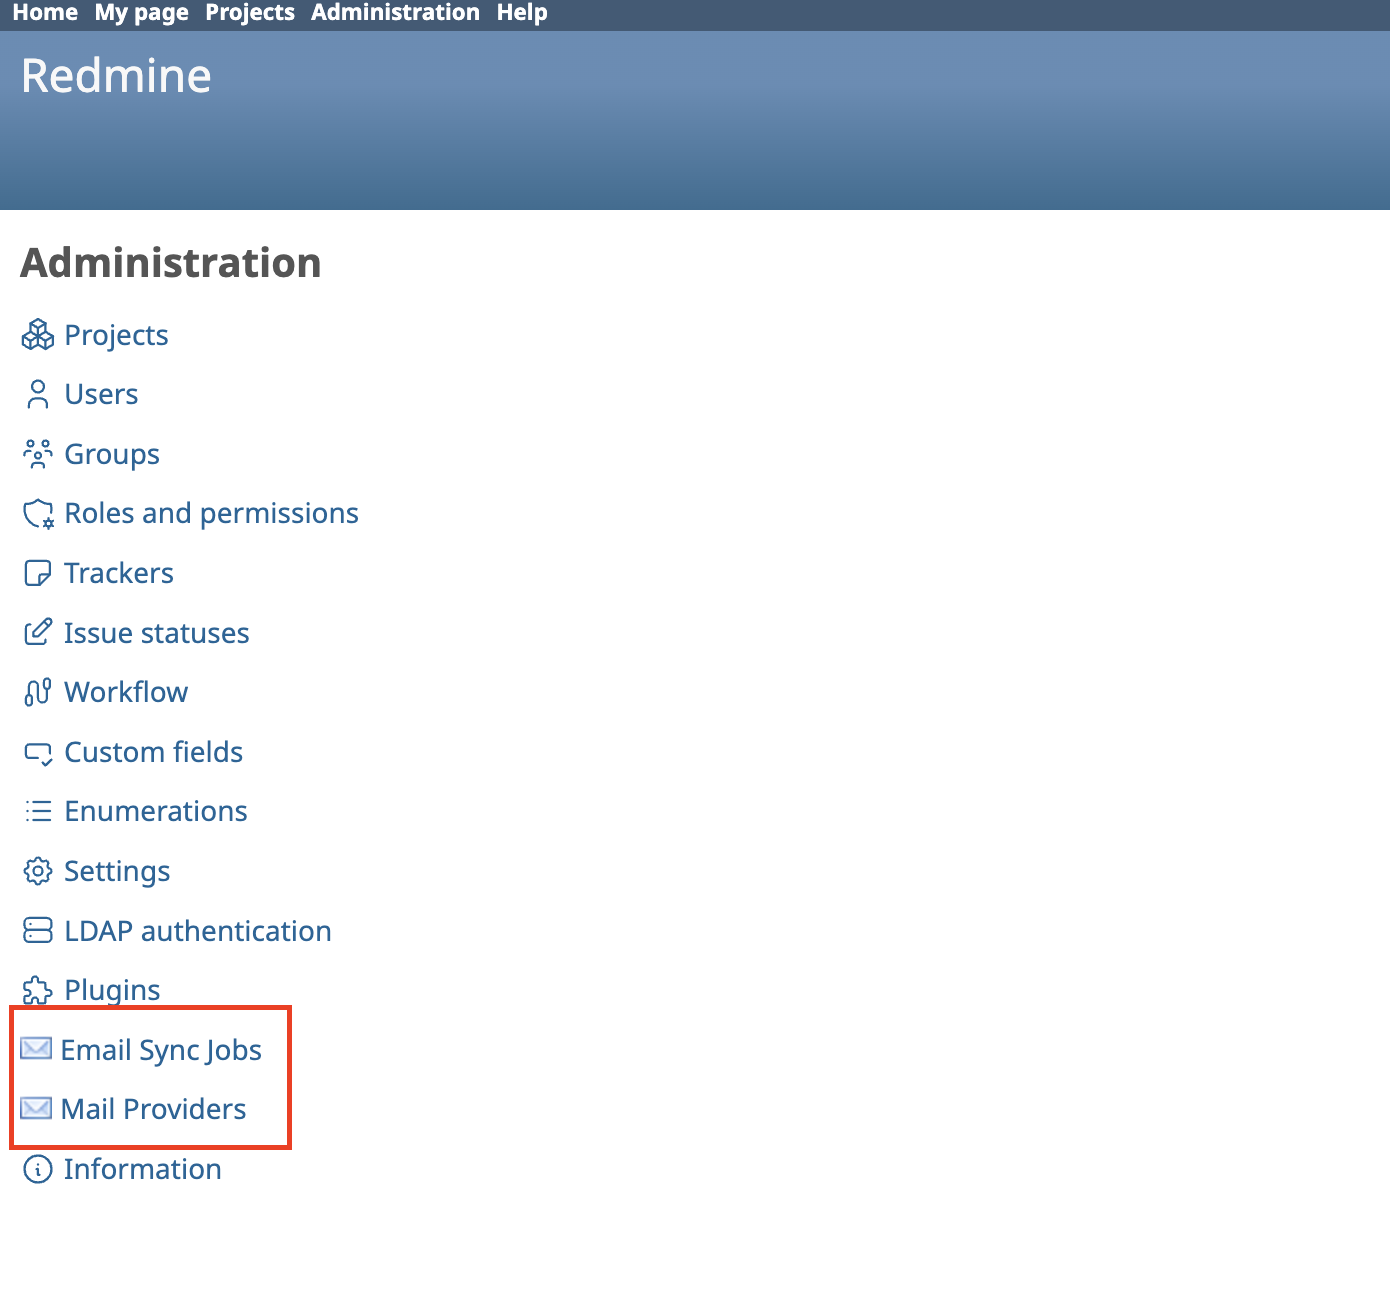 Home My page Projects Administration Help
Redmine
Administration
Projects
Users
Groups
Roles and permissions
Trackers
Issue statuses
Workflow
Custom fields
Enumerations
Settings
LDAP authentication
Plugins
Email Sync Jobs
Mail Providers
Information